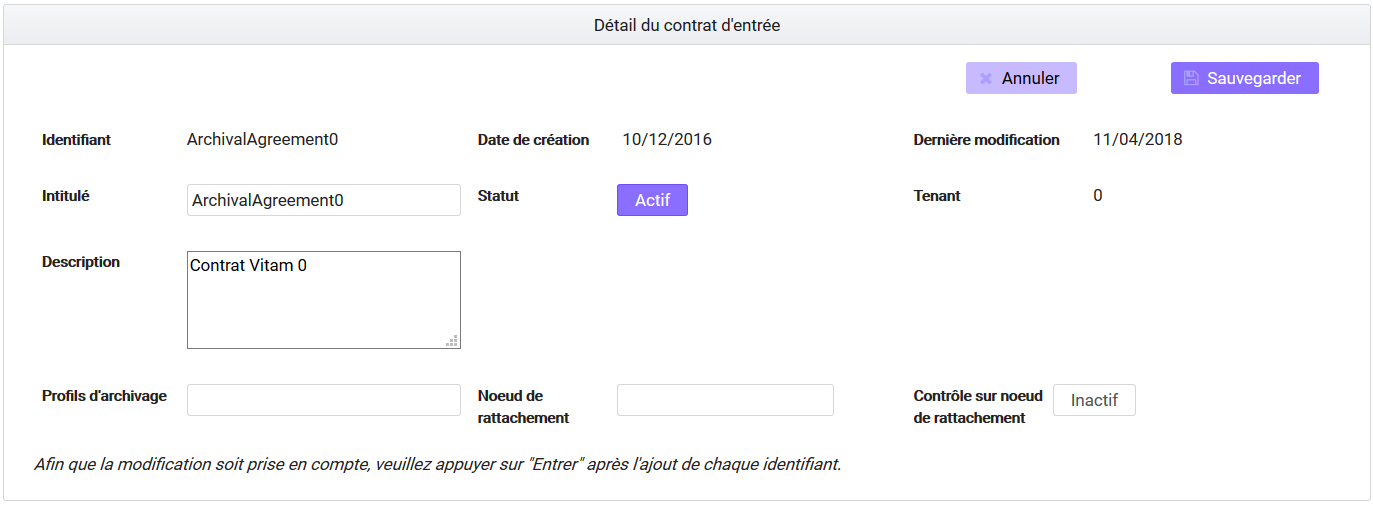 Détail du contrat d'entrée
Annuler
Sauvegarder
Identifiant
ArchivalAgreement0
Date de création
10/12/2016
Dernière modification
11/04/2018
Intitulé
ArchivalAgreement0
Statut
Actif
Tenant
0
Description
Contrat Vitam 0
Profils d'archivage
Noeud de
rattachement
Contrôle sur noeud
de rattachement
Inactif
Afin que la modification soit prise en compte, veuillez appuyer sur "Entrer" après l'ajout de chaque identifiant.